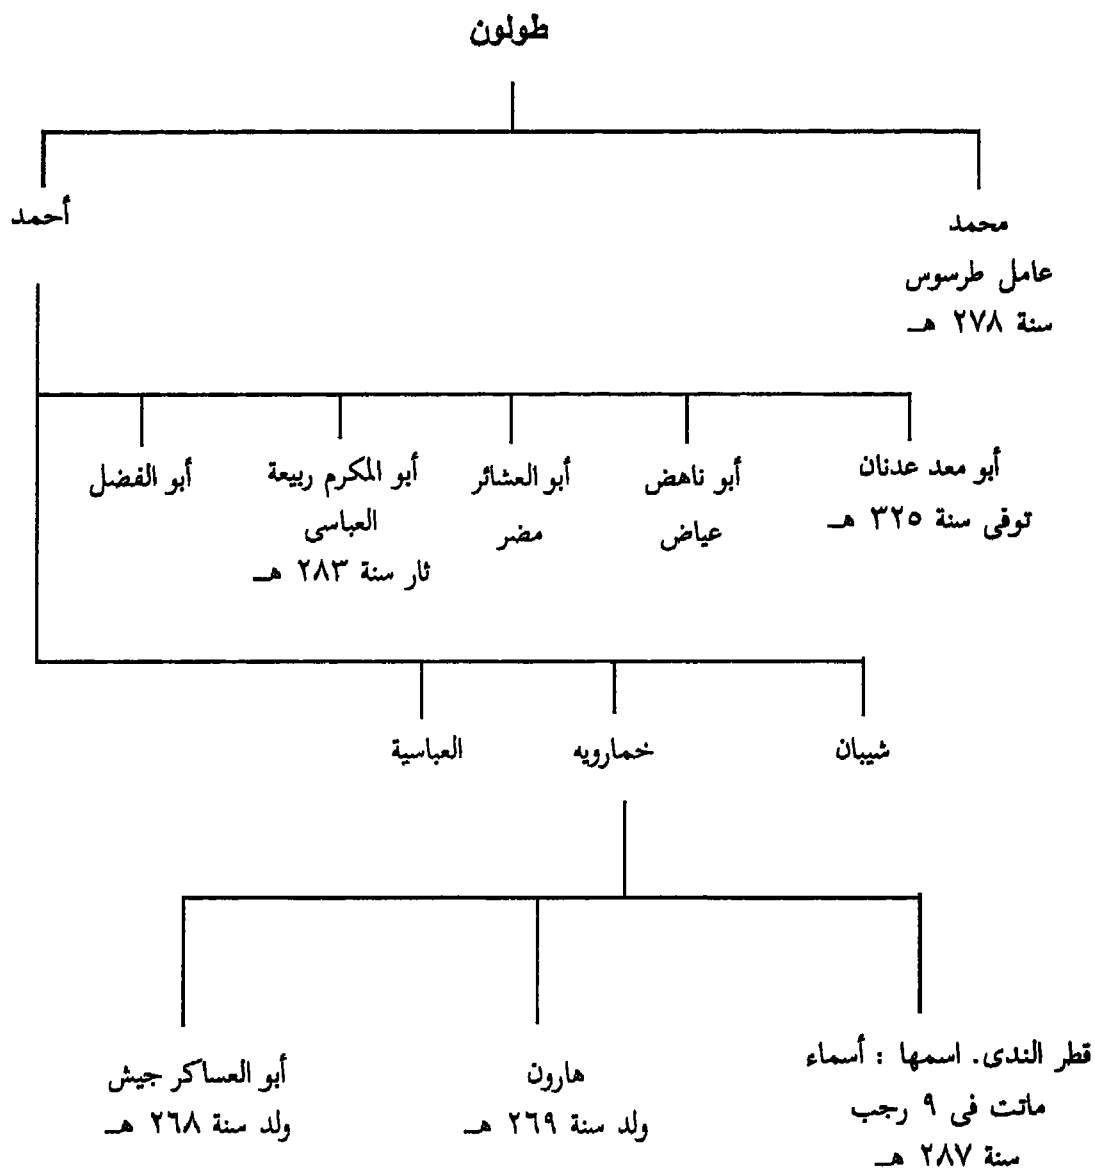 طولون
محمد
عامل طرسوس
سنة ٢٧٨ هـ
أحمد
أبو معد عدنان
توفى سنة ٣٢٥ هـ
أبو ناهض
عياض
أبو العشائر
مضر
أبو المكرم ربيعة
العباسى
ثار سنة ٢٨٣ هـ
أبو الفضل
شيبان
خمارويه
العباسية
قطر الندى. اسمها : أسماء
ماتت فى ٩ رجب
سنة ٢٨٧ هـ
هارون
ولد سنة ٢٦٩ هـ
أبو العساكر جيش
ولد سنة ٢٦٨ هـ